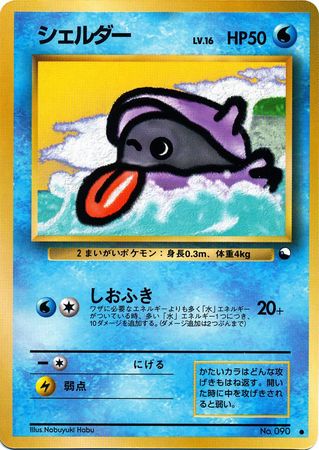 シェルダー LV.16 HP50
2まいがいポケモン：身長0.3m、体重4kg
しおふき 20+
ワザに必要なエネルギーよりも多く「水」エネルギー
がついている時、多い「水」エネルギー1つにつき、
10ダメージを追加する。(ダメージ追加は2つぶんまで)
- にげる
弱点
かたいカラはどんな攻
げきもはね返す。開い
た時に中を攻げきされ
ると弱い。
Illus.Nobuyuki Habu No.090